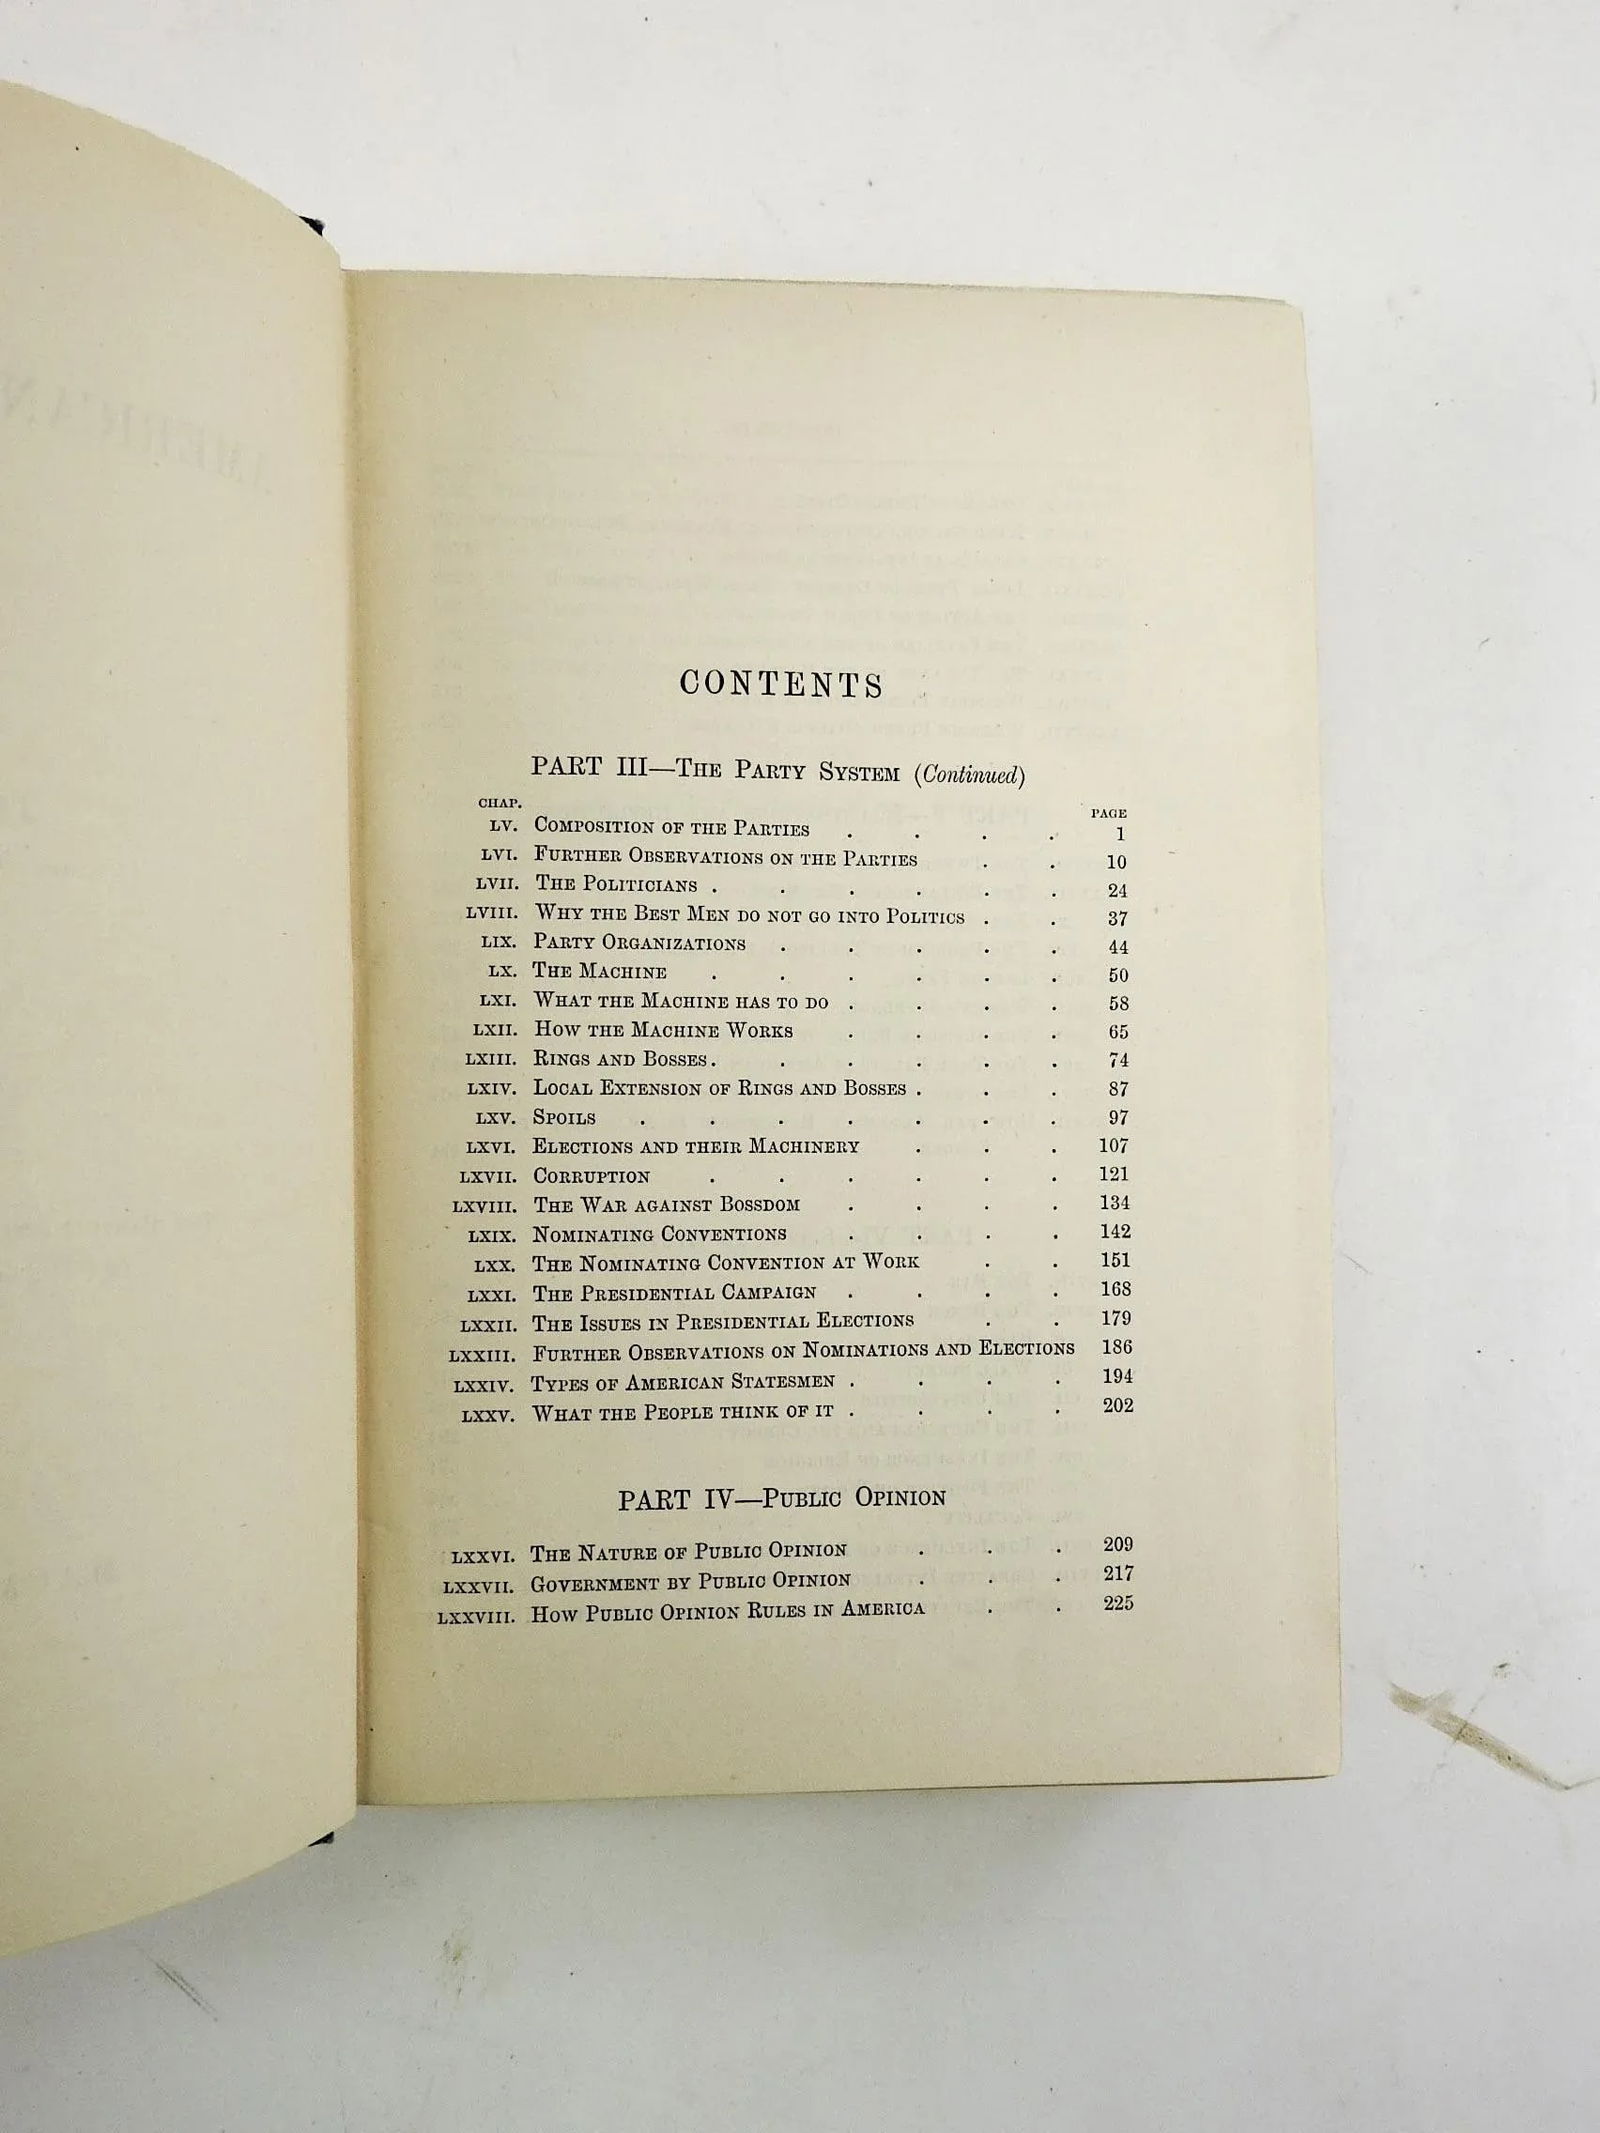 CONTENTS
PART III—The Party System (Continued)
CHAP. PAGE
LV. Composition of the Parties . . . . 1
LVI. Further Observations on the Parties . . 10
LVII. The Politicians . . . . . . 24
LVIII. Why the Best Men do not go into Politics . . 37
LIX. Party Organizations . . . . . 44
LX. The Machine . . . . . . 50
LXI. What the Machine has to do . . . . 58
LXII. How the Machine Works . . . . 65
LXIII. Rings and Bosses . . . . . . 74
LXIV. Local Extension of Rings and Bosses . . . 87
LXV. Spoils . . . . . . . 97
LXVI. Elections and their Machinery . . . 107
LXVII. Corruption . . . . . . 121
LXVIII. The War against Bossdom . . . . 134
LXIX. Nominating Conventions . . . . 142
LXX. The Nominating Convention at Work . . 151
LXXI. The Presidential Campaign . . . . 168
LXXII. The Issues in Presidential Elections . . 179
LXXIII. Further Observations on Nominations and Elections 186
LXXIV. Types of American Statesmen . . . . 194
LXXV. What the People think of it . . . . 202
PART IV—Public Opinion
LXXVI. The Nature of Public Opinion . . . 209
LXXVII. Government by Public Opinion . . . 217
LXXVIII. How Public Opinion Rules in America . . 225